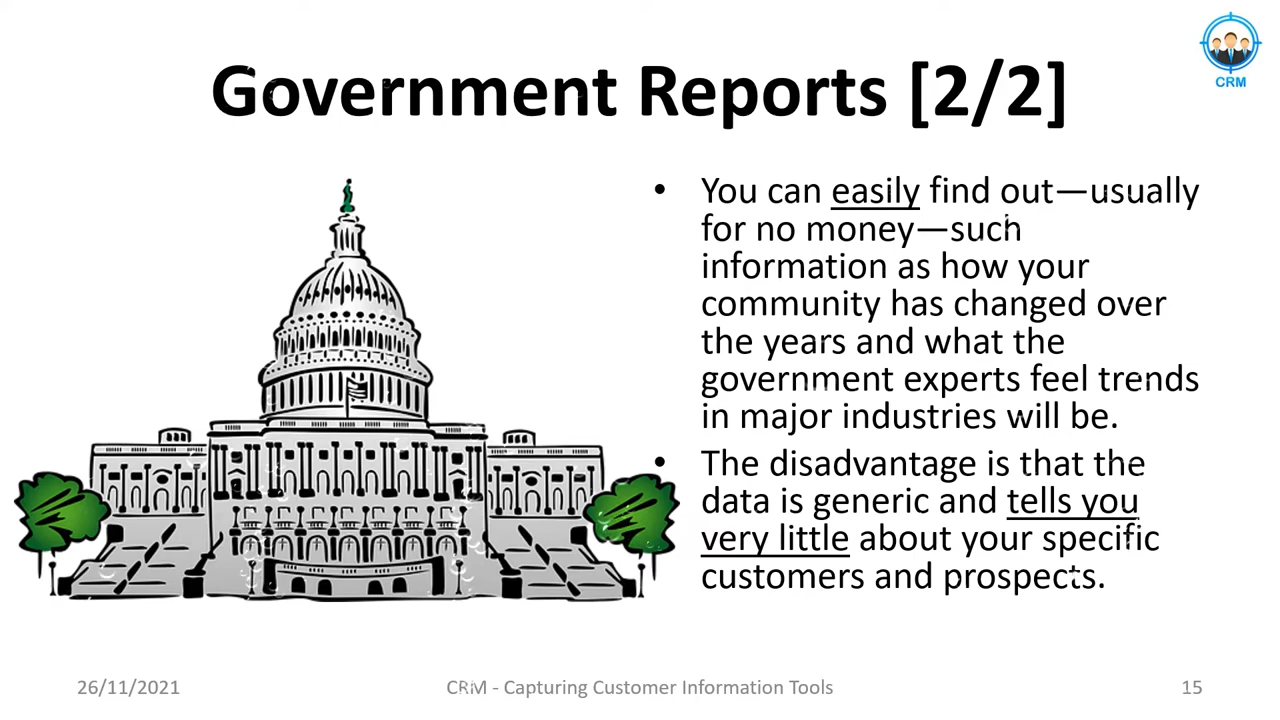 CRM
Government Reports [2/2]
• You can easily find out—usually
for no money—such
information as how your
community has changed over
the years and what the
government experts feel trends
in major industries will be.
• The disadvantage is that the
data is generic and tells you
very little about your specific
customers and prospects.
26/11/2021
CRM - Capturing Customer Information Tools
15